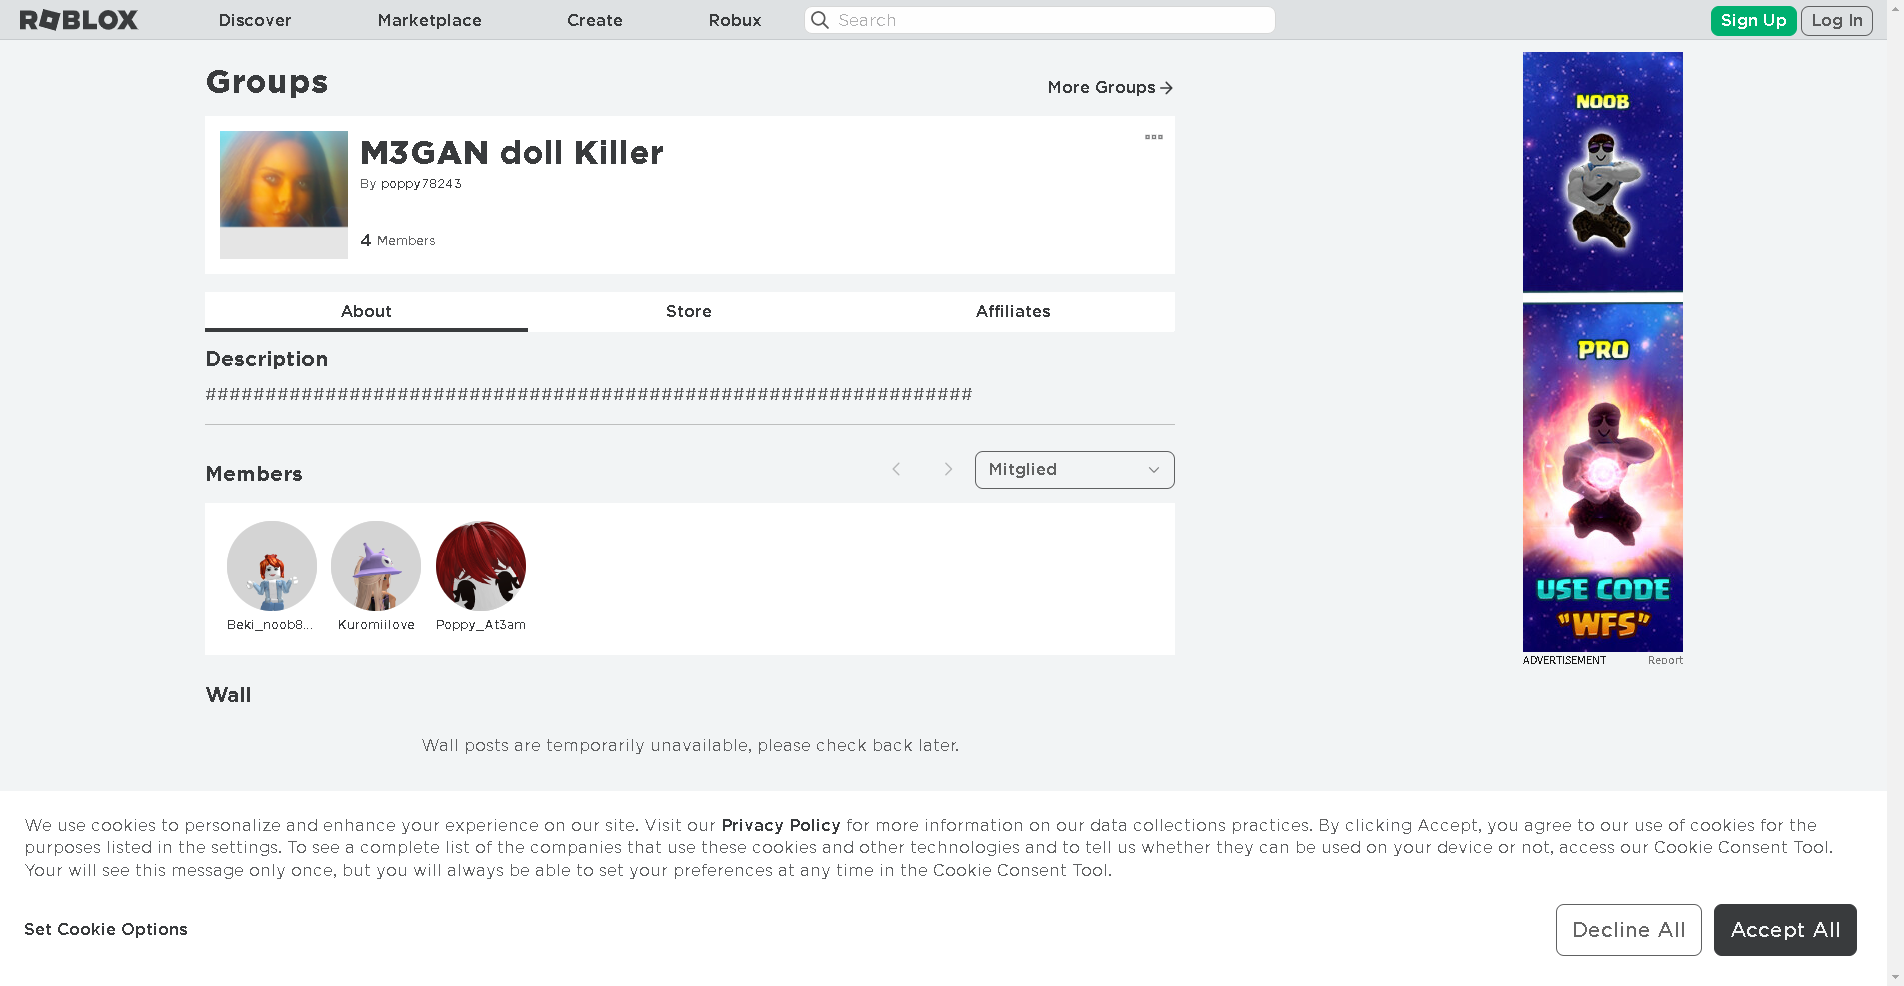 ROBLOX
Discover
Marketplace
Create
Robux
Search
Sign Up
Log In
Groups
More Groups
M3GAN doll Killer
By poppy78243
4 Members
About
Store
Affiliates
Description
################################################################
Members
Mitglied
Beki_noob8...
Kuromiilove
Poppy_At3am
Wall
Wall posts are temporarily unavailable, please check back later.
NOOB
PRO
USE CODE
"WFS"
ADVERTISEMENT
Report
We use cookies to personalize and enhance your experience on our site. Visit our Privacy Policy for more information on our data collections practices. By clicking Accept, you agree to our use of cookies for the
purposes listed in the settings. To see a complete list of the companies that use these cookies and other technologies and to tell us whether they can be used on your device or not, access our Cookie Consent Tool.
Your will see this message only once, but you will always be able to set your preferences at any time in the Cookie Consent Tool.
Set Cookie Options
Decline All
Accept All